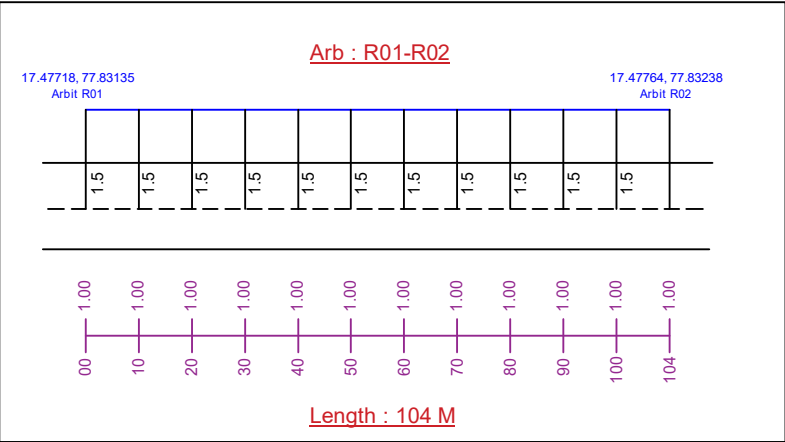 Arb : R01-R02
17.47718, 77.83135
Arbit R01
17.47764, 77.83238
Arbit R02
1.5 1.5 1.5 1.5 1.5 1.5 1.5 1.5 1.5 1.5 1.5
1.00 1.00 1.00 1.00 1.00 1.00 1.00 1.00 1.00 1.00 1.00 1.00
00 10 20 30 40 50 60 70 80 90 100 104
Length : 104 M